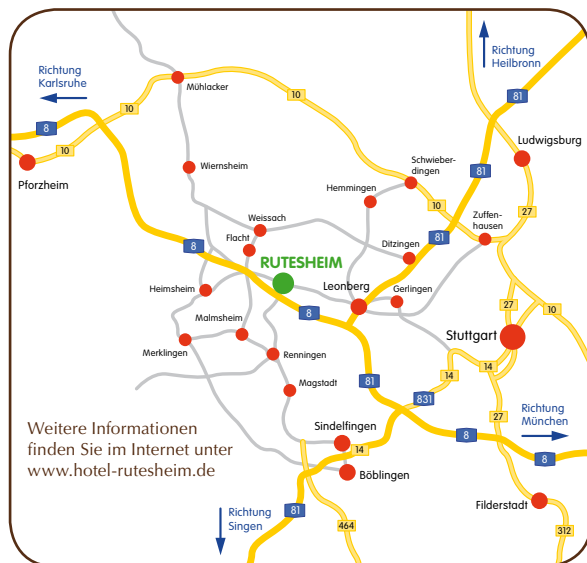 Richtung
Heilbronn
Richtung
Karlsruhe
Mühlacker
10
81
10
10
8
81
Ludwigsburg
10
Schwieber-
dingen
Pforzheim
Wiernsheim
81
Hemmingen
10
27
Weissach
Zuffen-
hausen
Flacht
81
8
Ditzingen
RUTESHEIM
Heimsheim
Leonberg
Gerlingen
27
10
8
Malmsheim
Stuttgart
Merklingen
Renningen
14
14
81
14
Magstadt
831
Richtung
München
27
Weitere Informationen
finden Sie im Internet unter
www.hotel-rutesheim.de
Sindelfingen
8
14
8
Böblingen
Filderstadt
81
Richtung
Singen
464
312